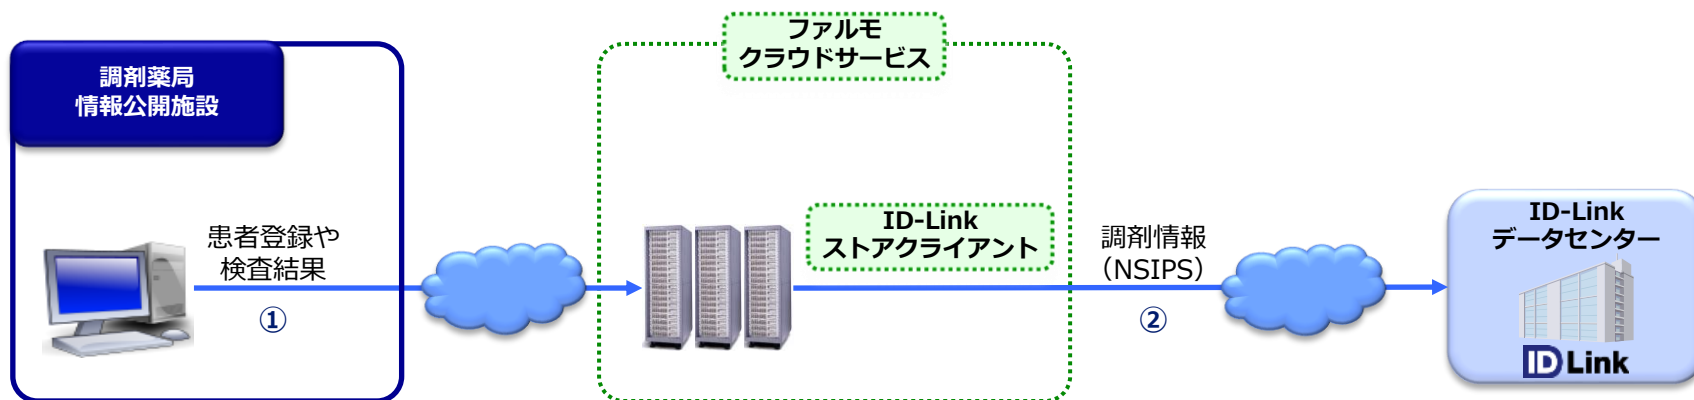 調剤薬局
情報公開施設
患者登録や
検査結果
①
ファルモ
クラウドサービス
ID-Link
ストアクライアント
調剤情報
（NSIPS）
②
ID-Link
データセンター
ID Link